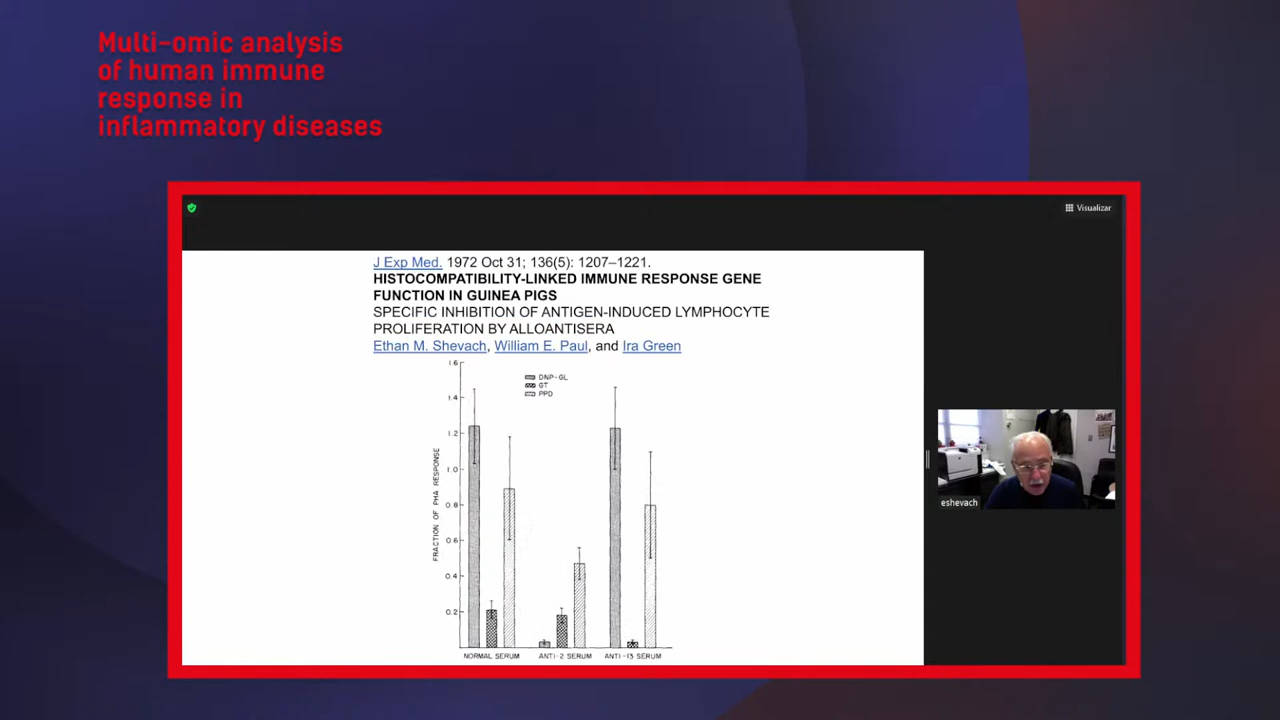 Multi-omic analysis
of human immune
response in
inflammatory diseases
Visualizar
J Exp Med. 1972 Oct 31; 136(5): 1207–1221.
HISTOCOMPATIBILITY-LINKED IMMUNE RESPONSE GENE
FUNCTION IN GUINEA PIGS
SPECIFIC INHIBITION OF ANTIGEN-INDUCED LYMPHOCYTE
PROLIFERATION BY ALLOANTISERA
Ethan M. Shevach, William E. Paul, and Ira Green
1.6
1.4
1.2
1.0
0.8
0.6
0.4
0.2
FRACTION OF PHA RESPONSE
DNP-GL
GT
PPD
NORMAL SERUM ANTI-2 SERUM ANTI-13 SERUM
eshevach